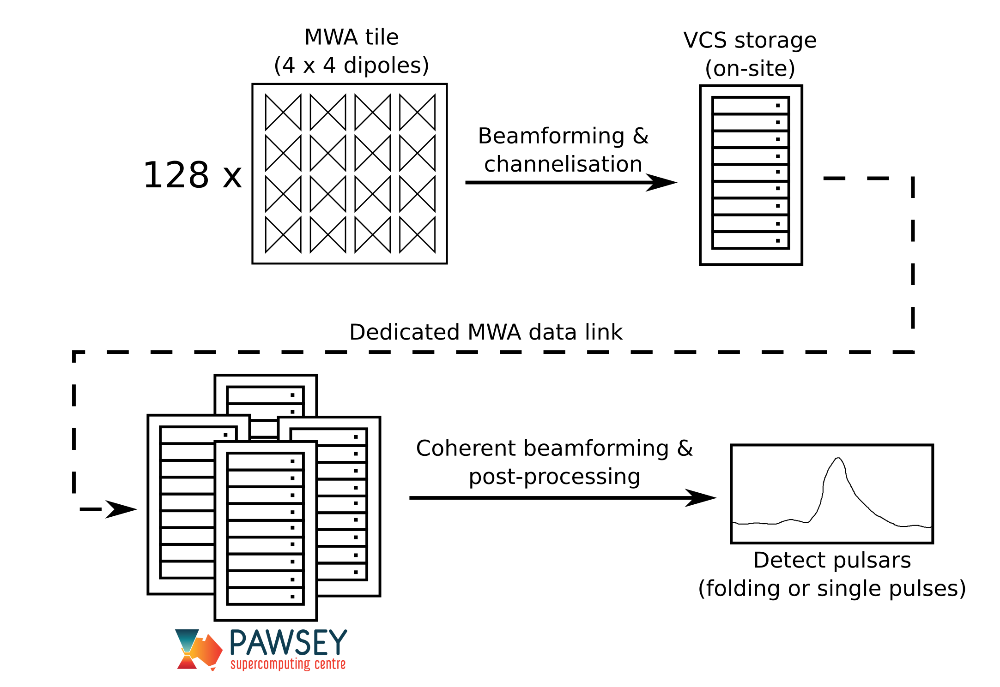 MWA tile
(4 x 4 dipoles)
VCS storage
(on-site)
128 x
Beamforming &
channelisation
Dedicated MWA data link
Coherent beamforming &
post-processing
Detect pulsars
(folding or single pulses)
PAWSEY
supercomputing centre